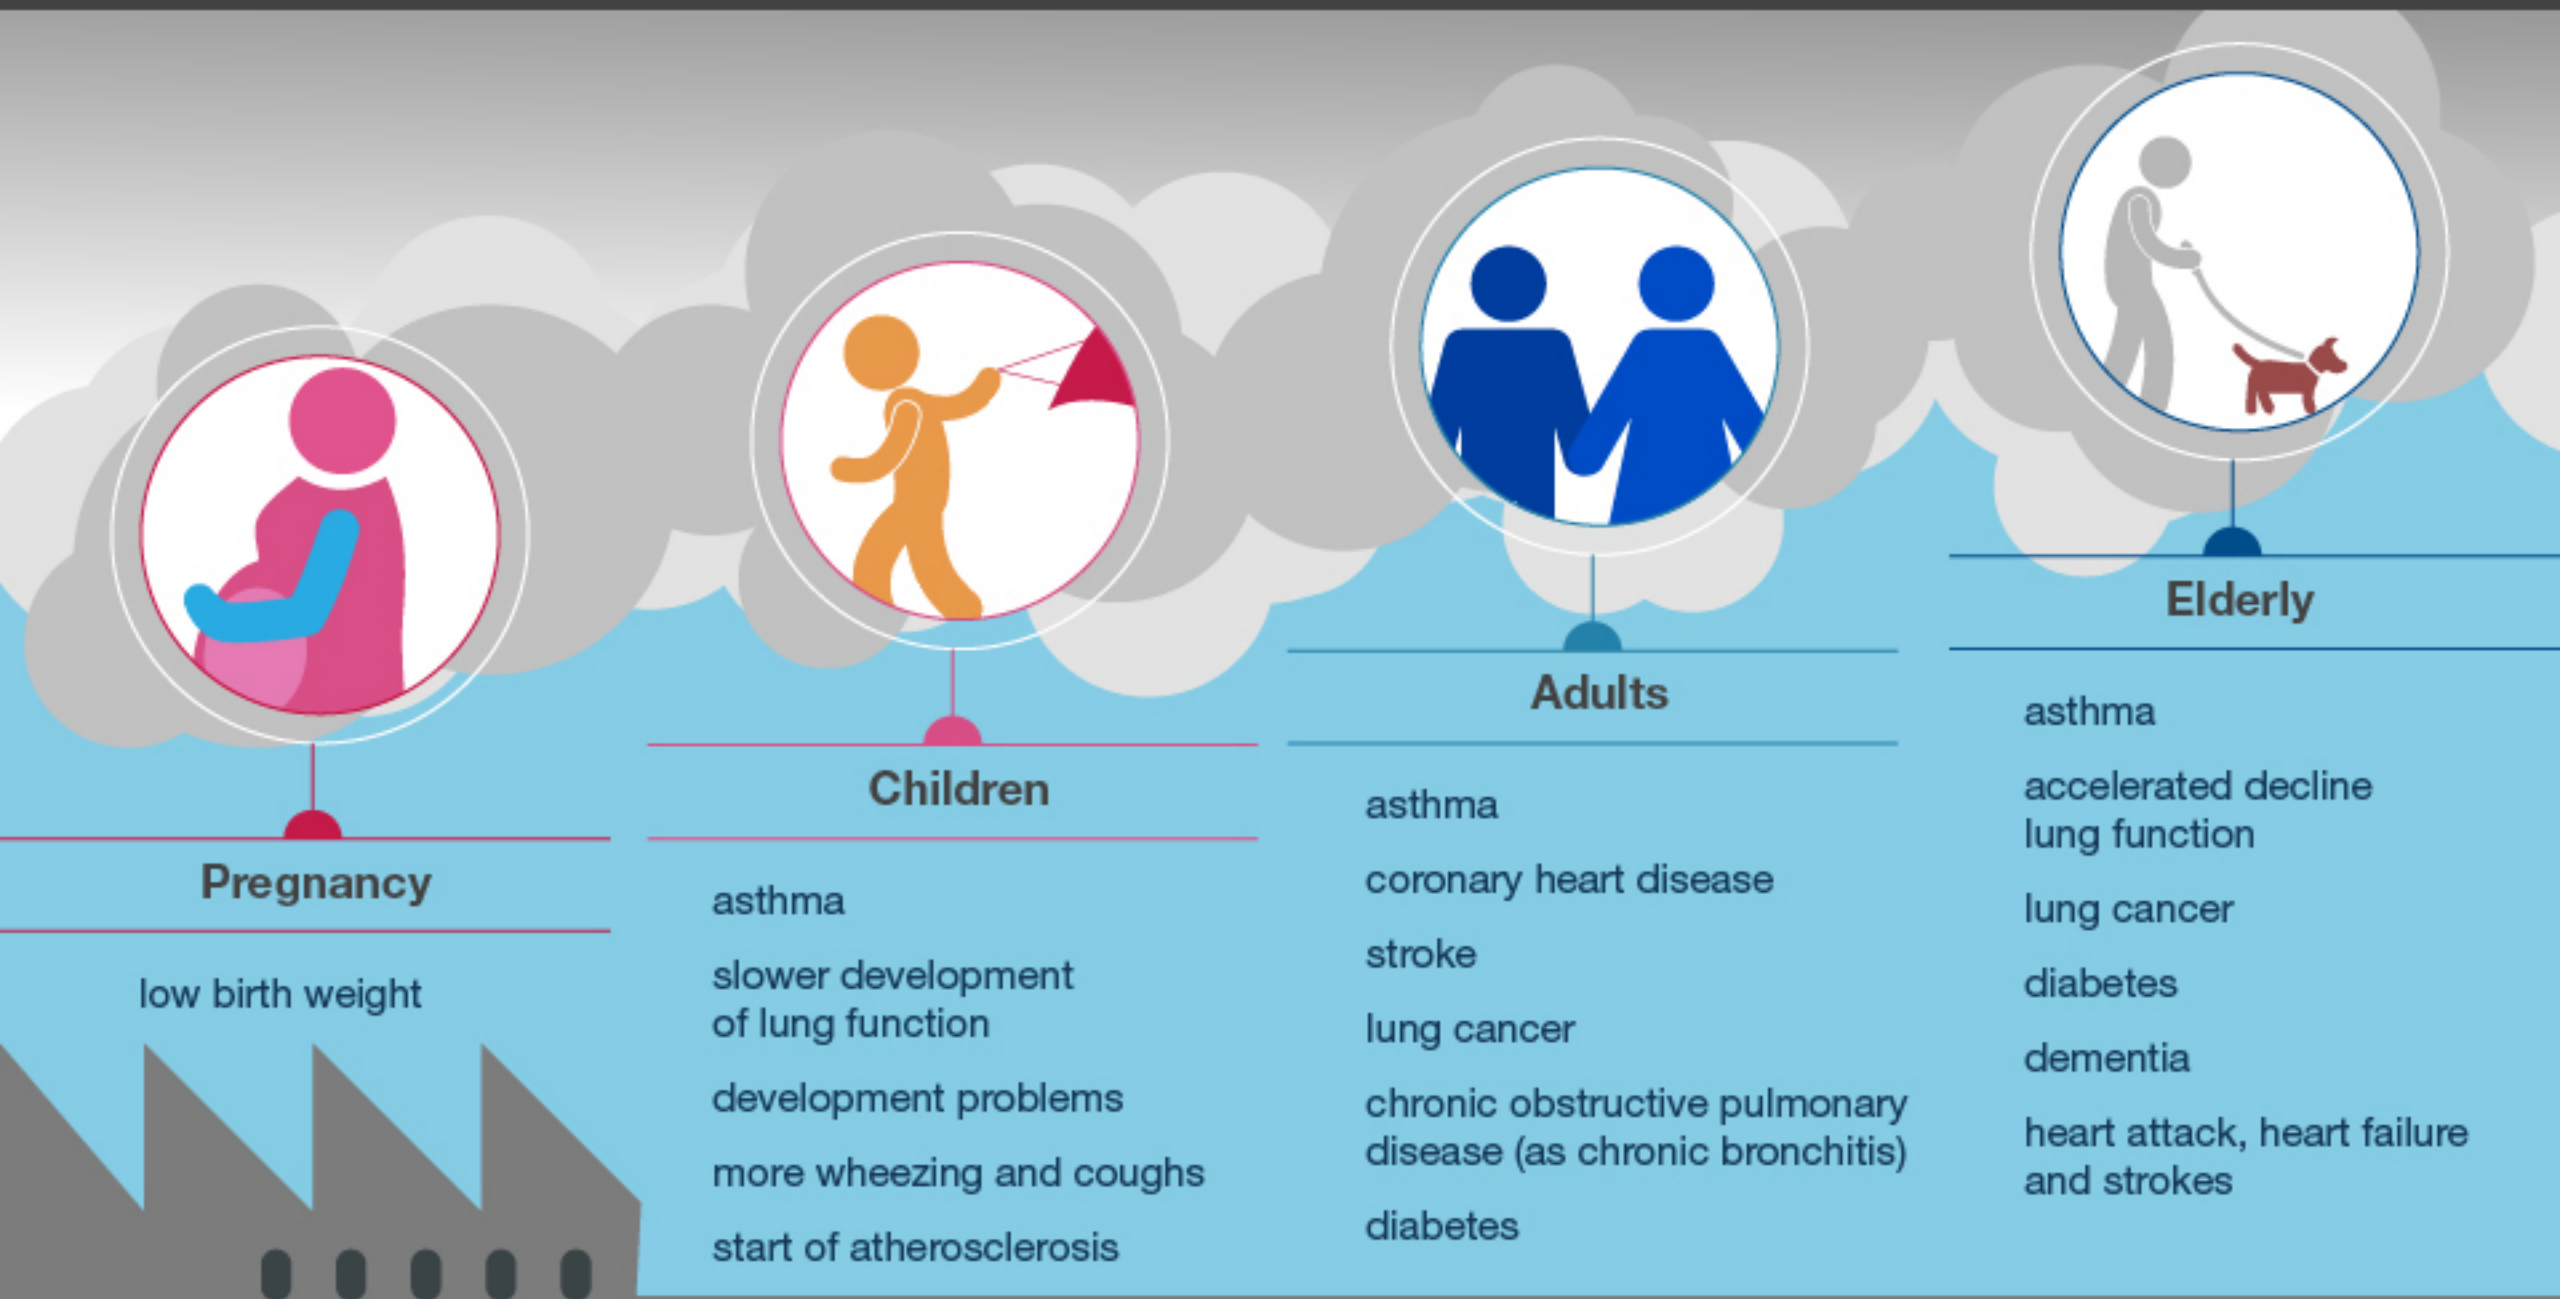 Pregnancy
low birth weight
Children
asthma
slower development
of lung function
development problems
more wheezing and coughs
start of atherosclerosis
Adults
asthma
coronary heart disease
stroke
lung cancer
chronic obstructive pulmonary
disease (as chronic bronchitis)
diabetes
Elderly
asthma
accelerated decline
lung function
lung cancer
diabetes
dementia
heart attack, heart failure
and strokes